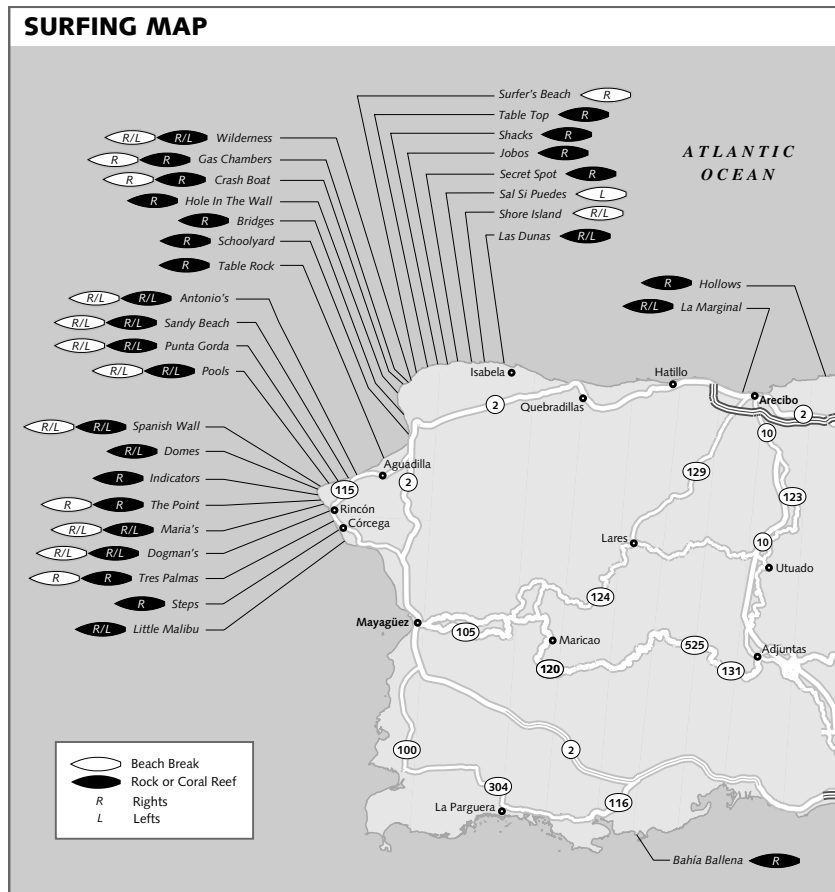 SURFING MAP
Surfer's Beach R
Table Top R
Shacks R
Jobos R
Secret Spot R
Sal Si Puedes L
Shore Island R/L
Las Dunas R/L
ATLANTIC
OCEAN
R/L R/L Wilderness
R R Gas Chambers
R R Crash Boat
R Hole In The Wall
R Bridges
R Schoolyard
R Table Rock
R/L R/L Antonio's
R/L R/L Sandy Beach
R/L R/L Punta Gorda
R/L R/L Pools
R Hollows
R/L La Marginal
R/L R/L Spanish Wall
R/L Domes
R Indicators
R R The Point
R/L R/L Maria's
R/L R/L Dogman's
R R Tres Palmas
R Steps
R/L Little Malibu
Isabela
Hatillo
Quebradillas
Arecibo
2
2
10
Aguadilla
129
2
115
123
Rincón
Córcega
Lares
10
Utuado
124
Mayagüez
105
Maricao
525
Adjuntas
120
131
100
2
304
116
La Parguera
Bahía Ballena R
Beach Break
Rock or Coral Reef
R Rights
L Lefts